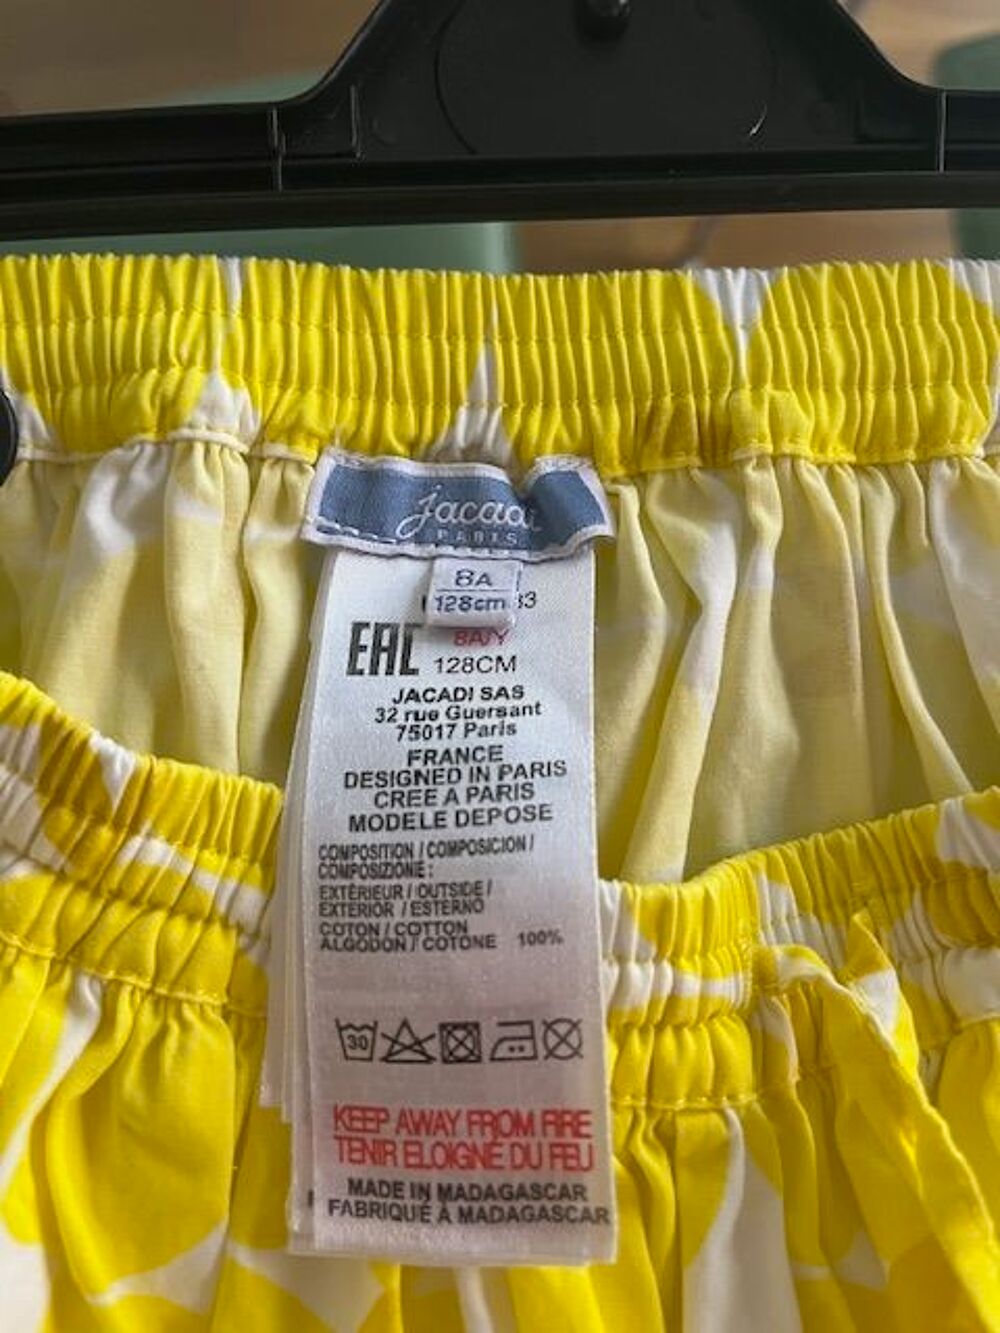 jacadi
PARIS
8A
128cm
33
EAC
8A/Y
128CM
JACADI SAS
32 rue Guersant
75017 Paris
FRANCE
DESIGNED IN PARIS
CREE A PARIS
MODELE DEPOSE
COMPOSITION / COMPOSICION /
COMPOSIZIONE :
EXTÉRIEUR / OUTSIDE /
EXTERIOR / ESTERNO
COTON / COTTON
ALGODON / COTONE 100%
30
KEEP AWAY FROM FIRE
TENIR ELOIGNÉ DU FEU
MADE IN MADAGASCAR
FABRIQUÉ À MADAGASCAR